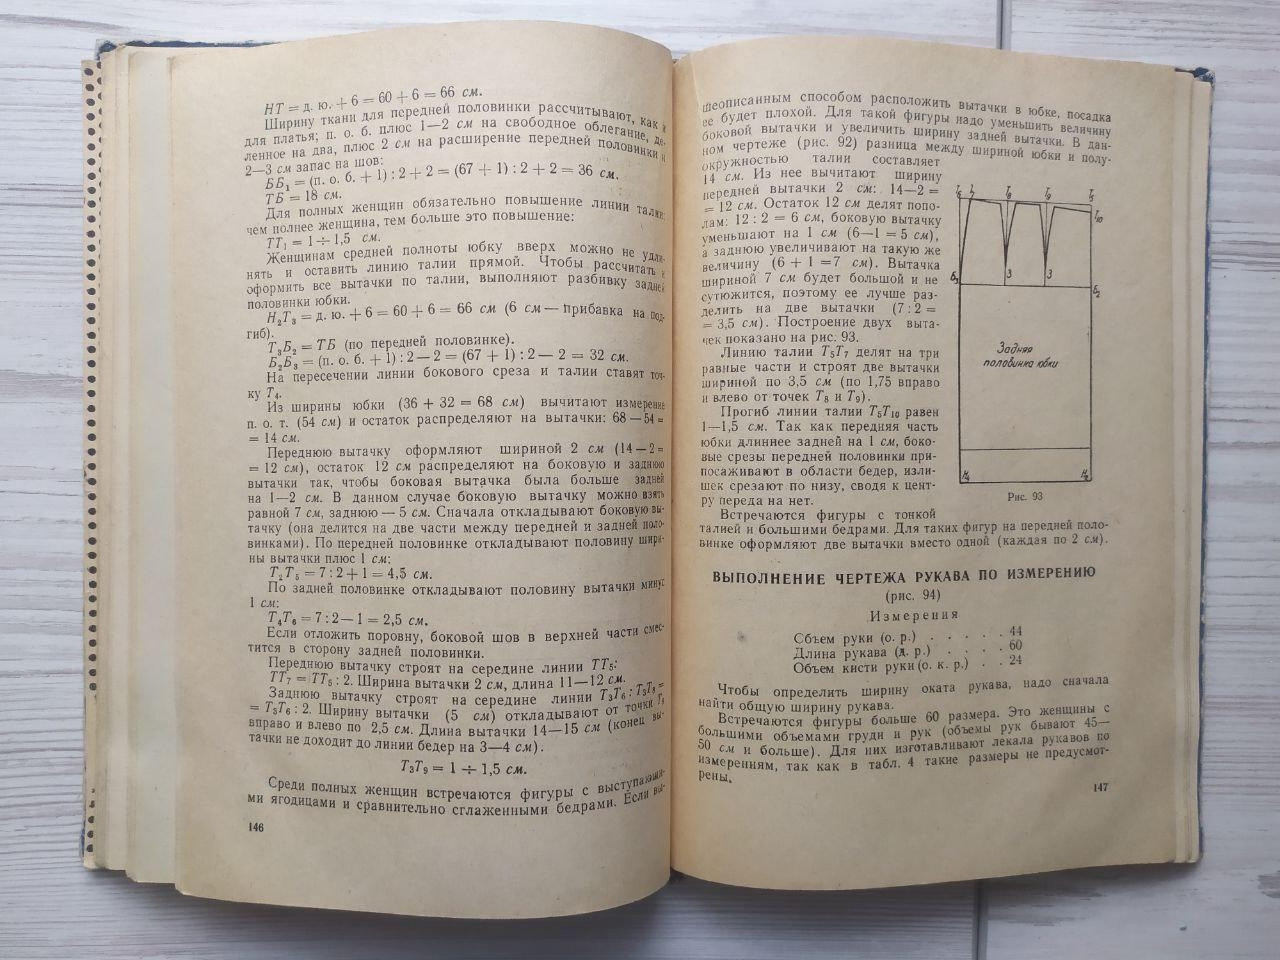 НТ = д. ю. + 6 = 60 + 6 = 66 см.
Ширину ткани для передней половинки рассчитывают, как и
для платья; п. о. б. плюс 1—2 см на свободное облегание, де-
ленное на два, плюс 2 см на расширение передней половинки и
2—3 см запас на шов:
ББ₁ = (п. о. б. + 1) : 2 + 2 = (67 + 1) : 2 + 2 = 36 см.
ТБ = 18 см.
Для полных женщин обязательно повышение линии талии:
чем полнее женщина, тем больше это повышение:
ТТ₁ = 1 ÷ 1,5 см.
Женщинам средней полноты юбку вверх можно не удли-
нять и оставить линию талии прямой. Чтобы рассчитать и
оформить все вытачки по талии, выполняют разбивку задней
половинки юбки.
Н₂Т₃ = д. ю. + 6 = 60 + 6 = 66 см (6 см — прибавка на под-
гиб).
Т₃Б₂ = ТБ (по передней половинке).
Б₂Б₃ = (п. о. б. + 1) : 2 — 2 = (67 + 1) : 2 — 2 = 32 см.
На пересечении линии бокового среза и талии ставят точ-
ку Т₄.
Из ширины юбки (36 + 32 = 68 см) вычитают измерение
п. о. т. (54 см) и остаток распределяют на вытачки: 68 — 54 =
= 14 см.
Переднюю вытачку оформляют шириной 2 см (14 — 2 =
= 12 см), остаток 12 см распределяют на боковую и заднюю
вытачки так, чтобы боковая вытачка была больше задней
на 1—2 см. В данном случае боковую вытачку можно взять
равной 7 см, заднюю — 5 см. Сначала откладывают боковую вы-
тачку (она делится на две части между передней и задней поло-
винками). По передней половинке откладывают половину шири-
ны вытачки плюс 1 см:
Т₂Т₅ = 7 : 2 + 1 = 4,5 см.
По задней половинке откладывают половину вытачки минус
1 см:
Т₄Т₆ = 7 : 2 — 1 = 2,5 см.
Если отложить поровну, боковой шов в верхней части смес-
тится в сторону задней половинки.
Переднюю вытачку строят на середине линии ТТ₅:
ТТ₇ = ТТ₅ : 2. Ширина вытачки 2 см, длина 11—12 см.
Заднюю вытачку строят на середине линии Т₃Т₆ : Т₃Т₈ =
= Т₃Т₆ : 2. Ширину вытачки (5 см) откладывают от точки Т₈
вправо и влево по 2,5 см. Длина вытачки 14—15 см (конец вы-
тачки не доходит до линии бедер на 3—4 см).
Т₃Т₉ = 1 ÷ 1,5 см.
Среди полных женщин встречаются фигуры с выступающи-
ми ягодицами и сравнительно сглаженными бедрами. Если вы-
146
шеописанным способом расположить вытачки в юбке, посадка
ее будет плохой. Для такой фигуры надо уменьшить величину
боковой вытачки и увеличить ширину задней вытачки. В дан-
ном чертеже (рис. 92) разница между шириной юбки и полу-
окружностью талии составляет
14 см. Из нее вычитают ширину
передней вытачки 2 см: 14—2 =
= 12 см. Остаток 12 см делят попо-
лам: 12 : 2 = 6 см, боковую вытачку
уменьшают на 1 см (6—1 = 5 см),
а заднюю увеличивают на такую же
величину (6 + 1 = 7 см). Вытачка
шириной 7 см будет большой и не
сутюжится, поэтому ее лучше раз-
делить на две вытачки (7 : 2 =
= 3,5 см). Построение двух выта-
чек показано на рис. 93.
Линию талии Т₅Т₇ делят на три
равные части и строят две вытачки
шириной по 3,5 см (по 1,75 вправо
и влево от точек Т₈ и Т₉).
Прогиб линии талии Т₅Т₁₀ равен
1—1,5 см. Так как передняя часть
юбки длиннее задней на 1 см, боко-
вые срезы передней половинки при-
посаживают в области бедер, изли-
шек срезают по низу, сводя к цент-
ру переда на нет.
Встречаются фигуры с тонкой
талией и большими бедрами. Для таких фигур на передней поло-
винке оформляют две вытачки вместо одной (каждая по 2 см).
Т₈ Т₉ Т₅
Т₁₀
3 3
Б₃ Б₂
Задняя
половинка юбки
Рис. 93
ВЫПОЛНЕНИЕ ЧЕРТЕЖА РУКАВА ПО ИЗМЕРЕНИЮ
(рис. 94)
Измерения
Объем руки (о. р.) . . . . . 44
Длина рукава (д. р.) . . . . 60
Объем кисти руки (о. к. р.) . . 24
Чтобы определить ширину оката рукава, надо сначала
найти общую ширину рукава.
Встречаются фигуры больше 60 размера. Это женщины с
большими объемами груди и рук (объемы рук бывают 45—
50 см и больше). Для них изготавливают лекала рукавов по
измерениям, так как в табл. 4 такие размеры не предусмот-
рены.
147